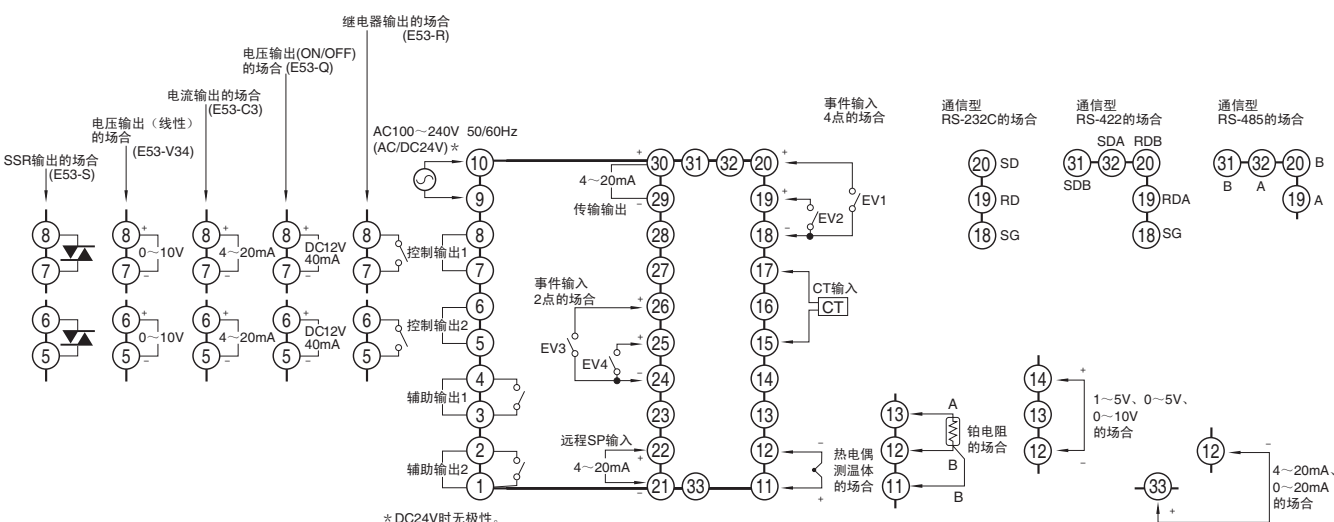 继电器输出的场合
(E53-R)
电压输出(ON/OFF)
的场合(E53-Q)
电流输出的场合
(E53-C3)
电压输出（线性）
的场合
(E53-V34)
SSR输出的场合
(E53-S)
AC100～240V 50/60Hz
(AC/DC24V)＊
事件输入
4点的场合
通信型
RS-232C的场合
通信型
RS-422的场合
通信型
RS-485的场合
10
9
8
7
6
5
4
3
2
1
控制输出1
控制输出2
辅助输出1
辅助输出2
8
7
6
5
8 +
0～10V
7 −
6 +
0～10V
5 −
8 +
4～20mA
7 −
6 +
4～20mA
5 −
8 +
DC12V
40mA
7 −
6 +
DC12V
40mA
5 −
8
7
6
5
+ 30 31 32 20 +
4～20mA
− 29
传输输出
28
27
事件输入
2点的场合
+ 26
+ 25
− 24
EV3
EV4
23
远程SP输入
22 +
4～20mA
− 21 33 11
19 +
18 −
EV1
EV2
17
16
15
CT输入
CT
14
13
12 −
热电偶
测温体
的场合
+
13 A
12 B
11 B
铂电阻
的场合
14 +
13
12 −
1～5V、0～5V、
0～10V
的场合
12 −
33 +
4～20mA、
0～20mA
的场合
20 SD
19 RD
18 SG
SDA RDB
31 32 20
SDB
19 RDA
18 SG
31 32 20 B
B A
19 A
＊DC24V时无极性。